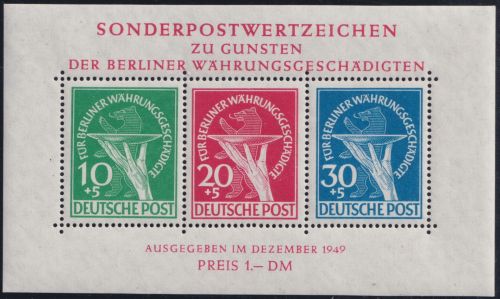 SONDERPOSTWERTZEICHEN
ZU GUNSTEN
DER BERLINER WÄHRUNGSGESCHÄDIGTEN
FÜR BERLINER WÄHRUNGSGESCHÄDIGTE
10
+5
DEUTSCHE POST
FÜR BERLINER WÄHRUNGSGESCHÄDIGTE
20
+5
DEUTSCHE POST
FÜR BERLINER WÄHRUNGSGESCHÄDIGTE
30
+5
DEUTSCHE POST
AUSGEGEBEN IM DEZEMBER 1949
PREIS 1.— DM